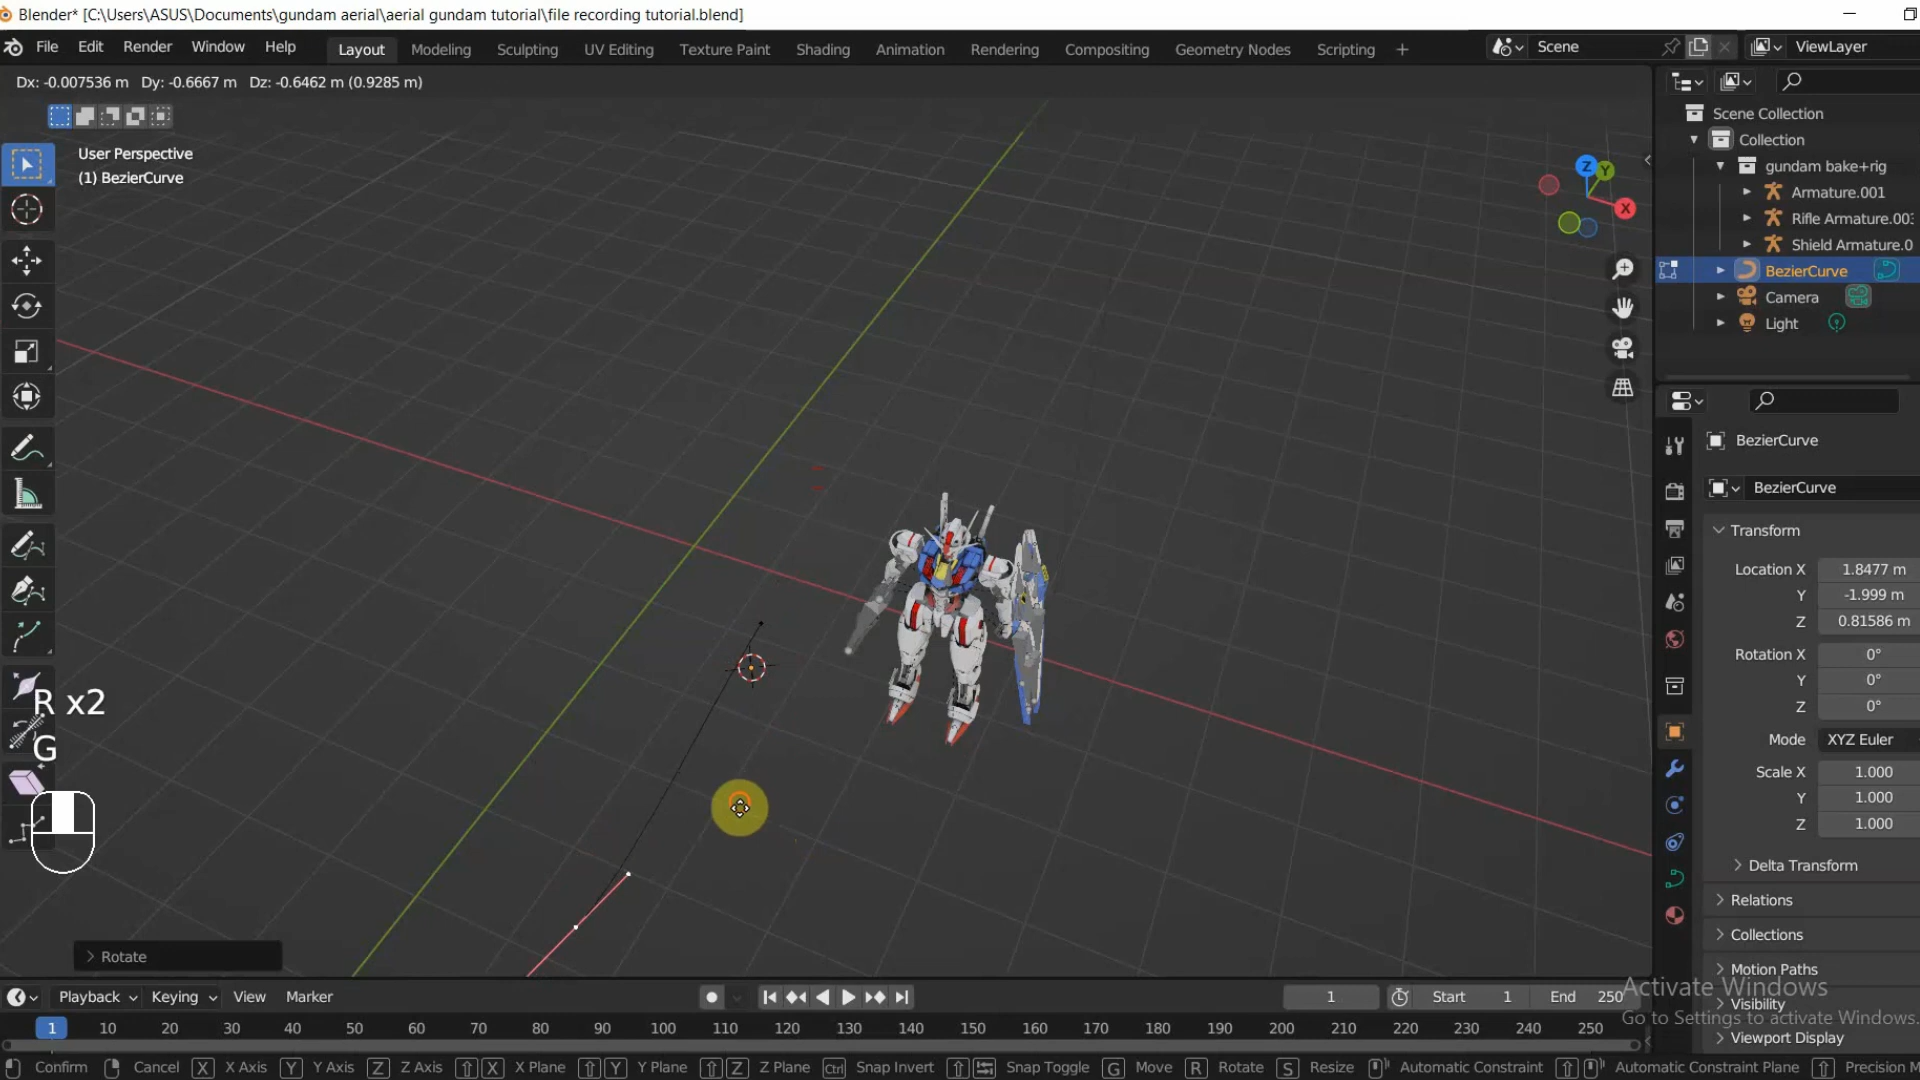 Blender* [C:\Users\ASUS\Documents\gundam aerial\aerial gundam tutorial\file recording tutorial.blend]
File Edit Render Window Help Layout Modeling Sculpting UV Editing Texture Paint Shading Animation Rendering Compositing Geometry Nodes Scripting + Scene ViewLayer
Dx: -0.007536 m Dy: -0.6667 m Dz: -0.6462 m (0.9285 m)
User Perspective
(1) BezierCurve
Z Y X
Scene Collection
Collection
gundam bake+rig
Armature.001
Rifle Armature.00
Shield Armature.0
BezierCurve
Camera
Light
BezierCurve
BezierCurve
Transform
Location X 1.8477 m
Y -1.999 m
Z 0.81586 m
Rotation X 0°
Y 0°
Z 0°
Mode XYZ Euler
Scale X 1.000
Y 1.000
Z 1.000
Delta Transform
Relations
Collections
Motion Paths
Visibility
Viewport Display
R x2
G
Rotate
Activate Windows
Go to Settings to activate Windows.
Playback Keying View Marker 1 Start 1 End 250
1 10 20 30 40 50 60 70 80 90 100 110 120 130 140 150 160 170 180 190 200 210 220 230 240 250
Confirm Cancel X X Axis Y Y Axis Z Z Axis X X Plane Y Y Plane Z Z Plane Ctrl Snap Invert Snap Toggle G Move R Rotate S Resize Automatic Constraint Automatic Constraint Plane Precision M